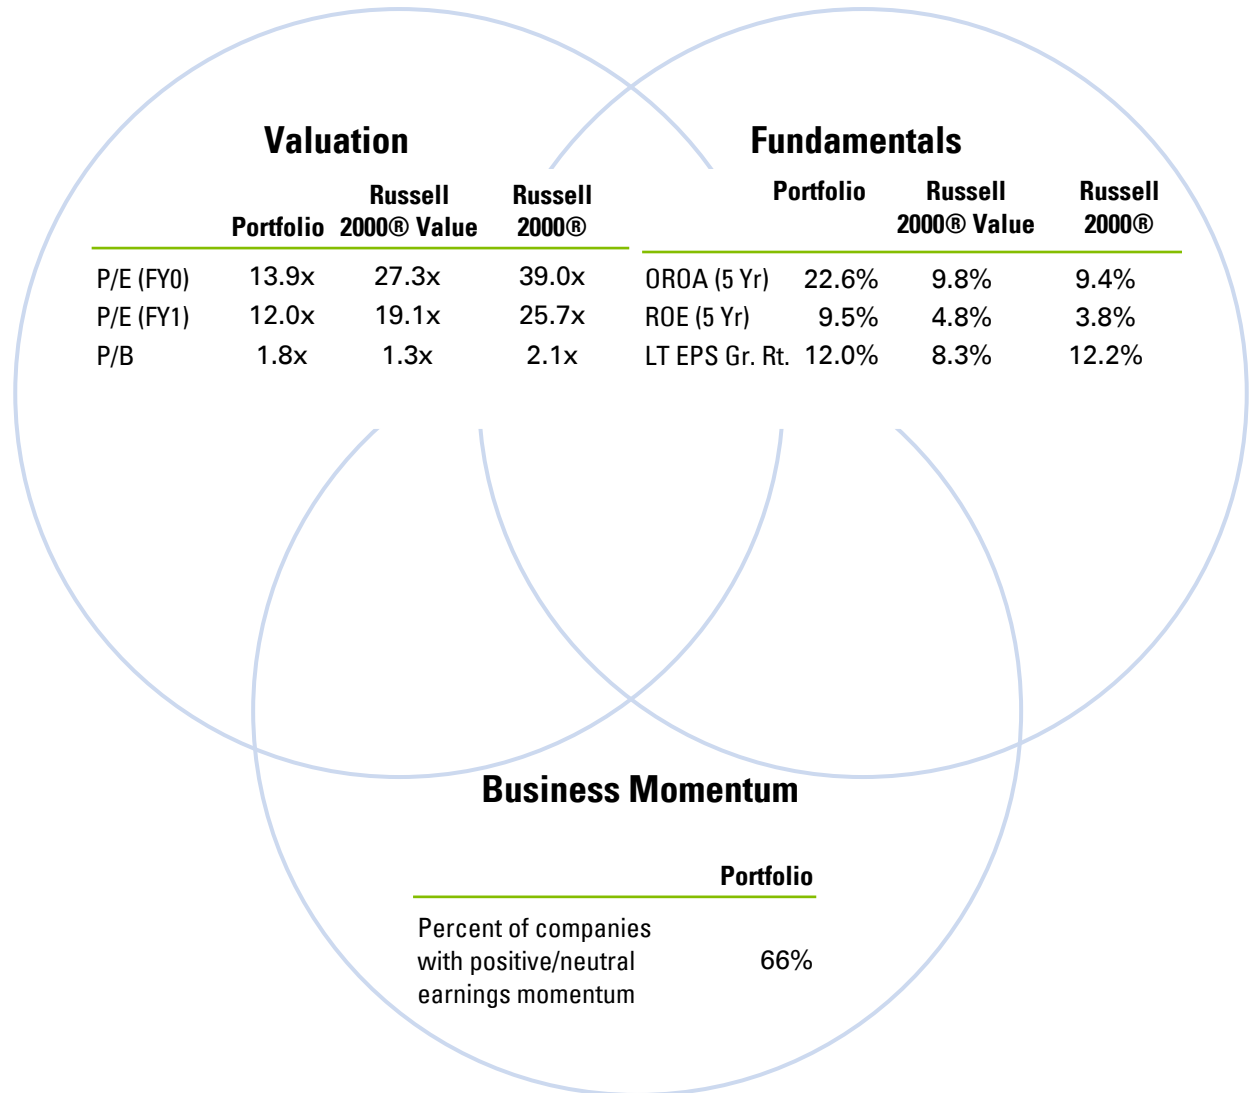 Valuation
Russell Russell
Portfolio 2000® Value 2000®
P/E (FY0) 13.9x 27.3x 39.0x
P/E (FY1) 12.0x 19.1x 25.7x
P/B 1.8x 1.3x 2.1x
Fundamentals
Portfolio Russell Russell
2000® Value 2000®
OROA (5 Yr) 22.6% 9.8% 9.4%
ROE (5 Yr) 9.5% 4.8% 3.8%
LT EPS Gr. Rt. 12.0% 8.3% 12.2%
Business Momentum
Portfolio
Percent of companies
with positive/neutral 66%
earnings momentum